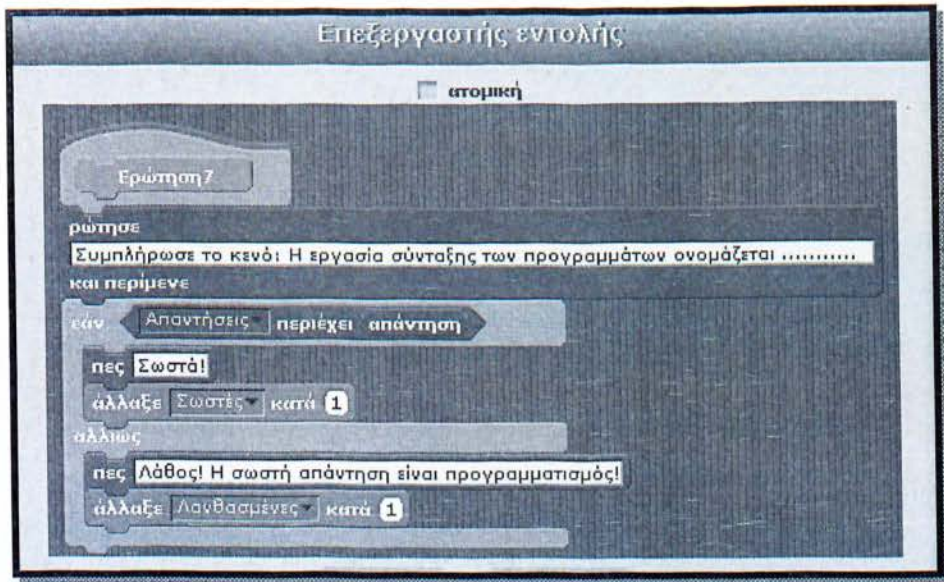 Επεξεργαστής εντολής
ατομική
Ερώτηση7
ρώτησε
Συμπλήρωσε το κενό: Η εργασία σύνταξης των προγραμμάτων ονομάζεται ...........
και περίμενε
εάν Απαντήσεις περιέχει απάντηση
πες Σωστά!
άλλαξε Σωστές κατά 1
αλλιώς
πες Λάθος! Η σωστή απάντηση είναι προγραμματισμός!
άλλαξε Λανθασμένες κατά 1